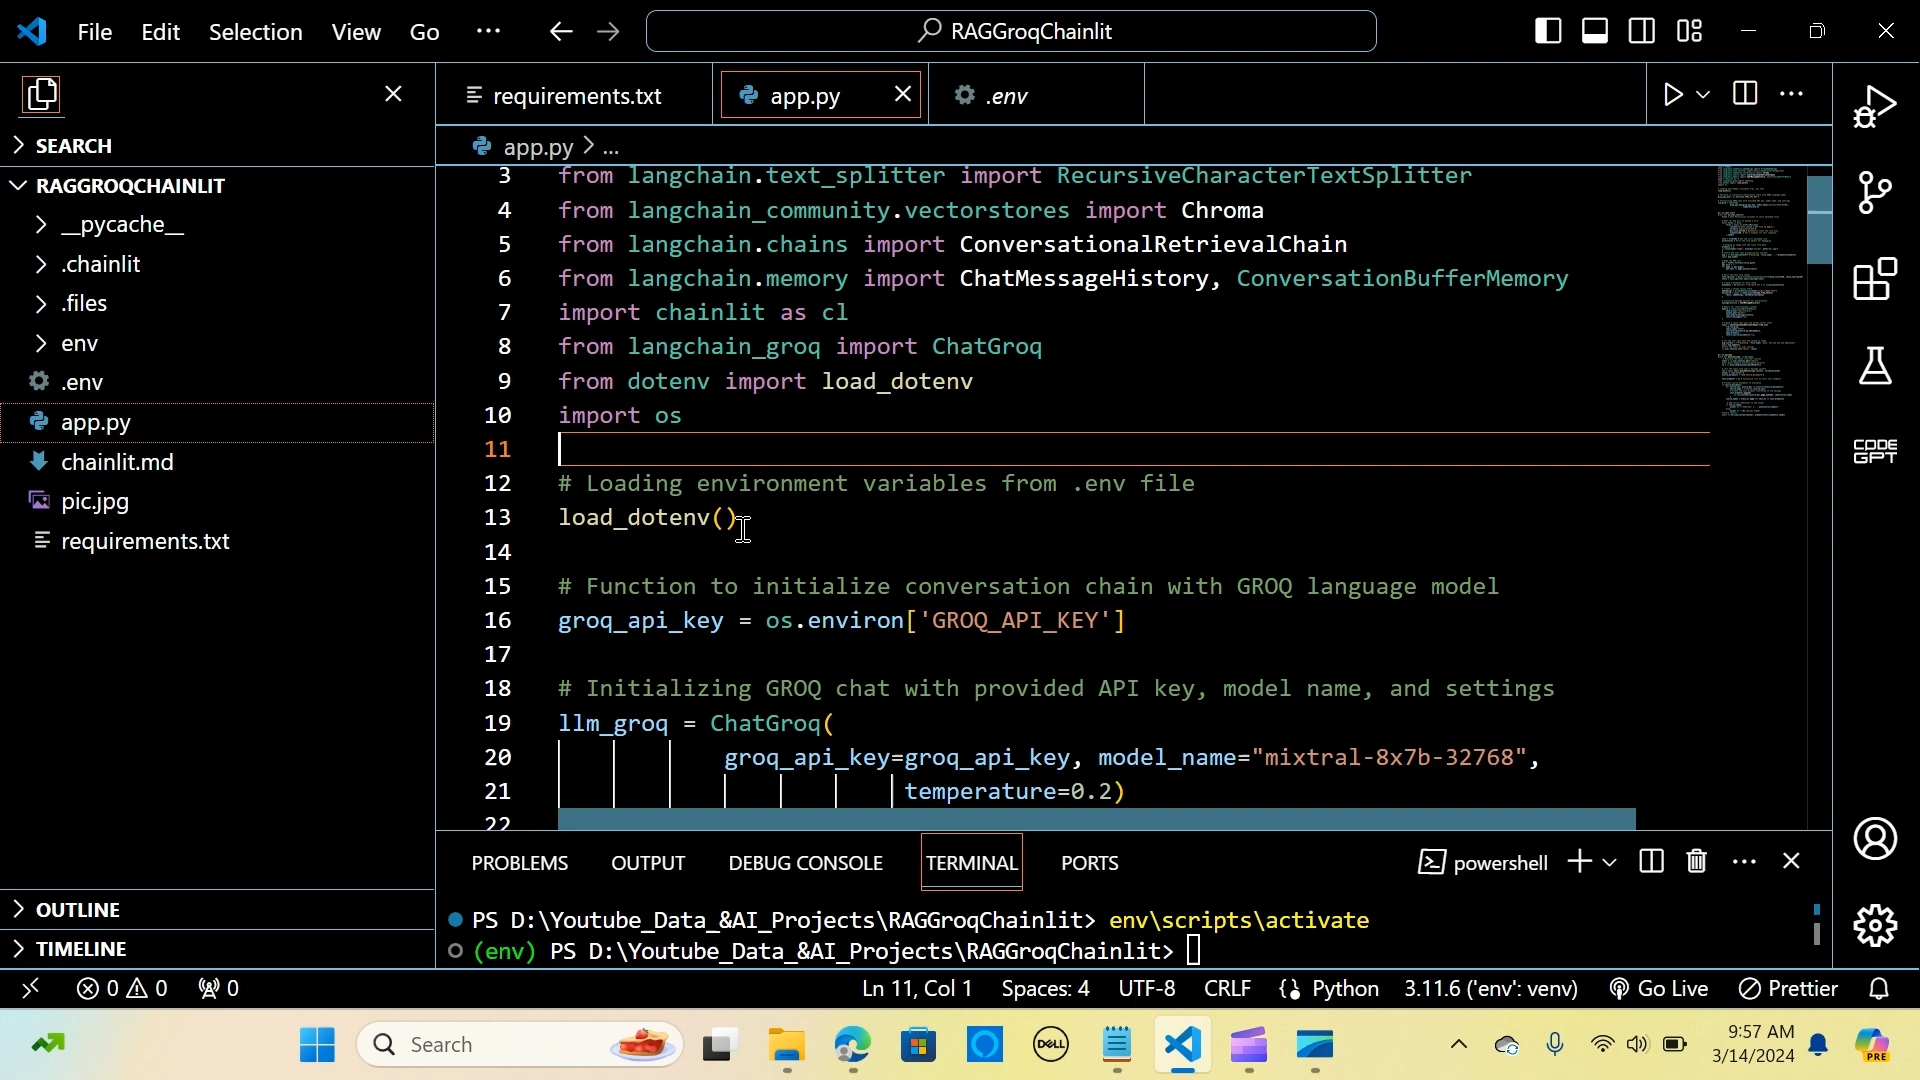 File Edit Selection View Go ···
RAGGroqChainlit
SEARCH
RAGGROQCHAINLIT
__pycache__
.chainlit
.files
env
.env
app.py
chainlit.md
pic.jpg
requirements.txt
OUTLINE
TIMELINE
requirements.txt app.py .env
app.py > ...
3 from langchain.text_splitter import RecursiveCharacterTextSplitter
4 from langchain_community.vectorstores import Chroma
5 from langchain.chains import ConversationalRetrievalChain
6 from langchain.memory import ChatMessageHistory, ConversationBufferMemory
7 import chainlit as cl
8 from langchain_groq import ChatGroq
9 from dotenv import load_dotenv
10 import os
11
12 # Loading environment variables from .env file
13 load_dotenv()
14
15 # Function to initialize conversation chain with GROQ language model
16 groq_api_key = os.environ['GROQ_API_KEY']
17
18 # Initializing GROQ chat with provided API key, model name, and settings
19 llm_groq = ChatGroq(
20 groq_api_key=groq_api_key, model_name="mixtral-8x7b-32768",
21 temperature=0.2)
22
CODE
GPT
PROBLEMS OUTPUT DEBUG CONSOLE TERMINAL PORTS powershell
PS D:\Youtube_Data_&AI_Projects\RAGGroqChainlit> env\scripts\activate
(env) PS D:\Youtube_Data_&AI_Projects\RAGGroqChainlit>
0 0 0 Ln 11, Col 1 Spaces: 4 UTF-8 CRLF Python 3.11.6 ('env': venv) Go Live Prettier
Search
DELL
9:57 AM
3/14/2024
PRE